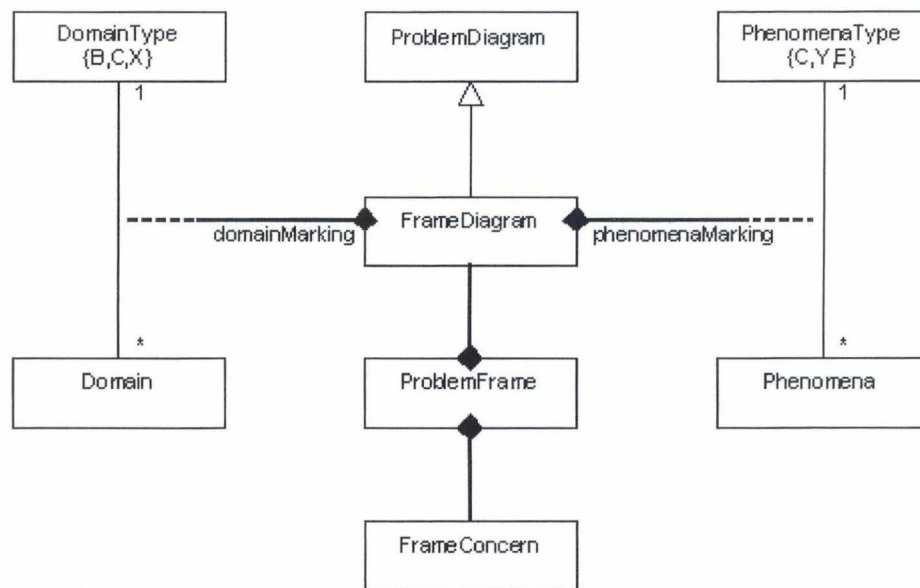 DomainType
{B,C,X}
ProblemDiagram
PhenomenaType
{C,Y,E}
1
1
domainMarking
FrameDiagram
phenomenaMarking
*
*
Domain
ProblemFrame
Phenomena
FrameConcern